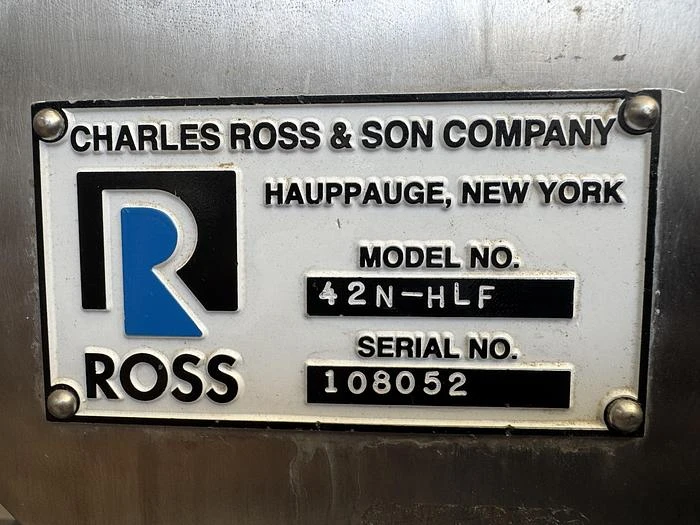 CHARLES ROSS & SON COMPANY
HAUPPAUGE, NEW YORK
R
ROSS
MODEL NO.
42N-HLF
SERIAL NO.
108052